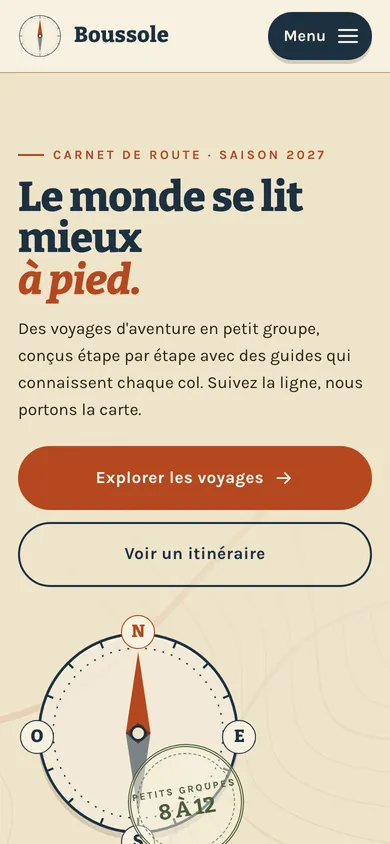 Boussole
Menu
CARNET DE ROUTE · SAISON 2027
Le monde se lit
mieux
à pied.
Des voyages d'aventure en petit groupe,
conçus étape par étape avec des guides qui
connaissent chaque col. Suivez la ligne, nous
portons la carte.
Explorer les voyages →
Voir un itinéraire
N
O
E
PETITS GROUPES
8 À 12
S